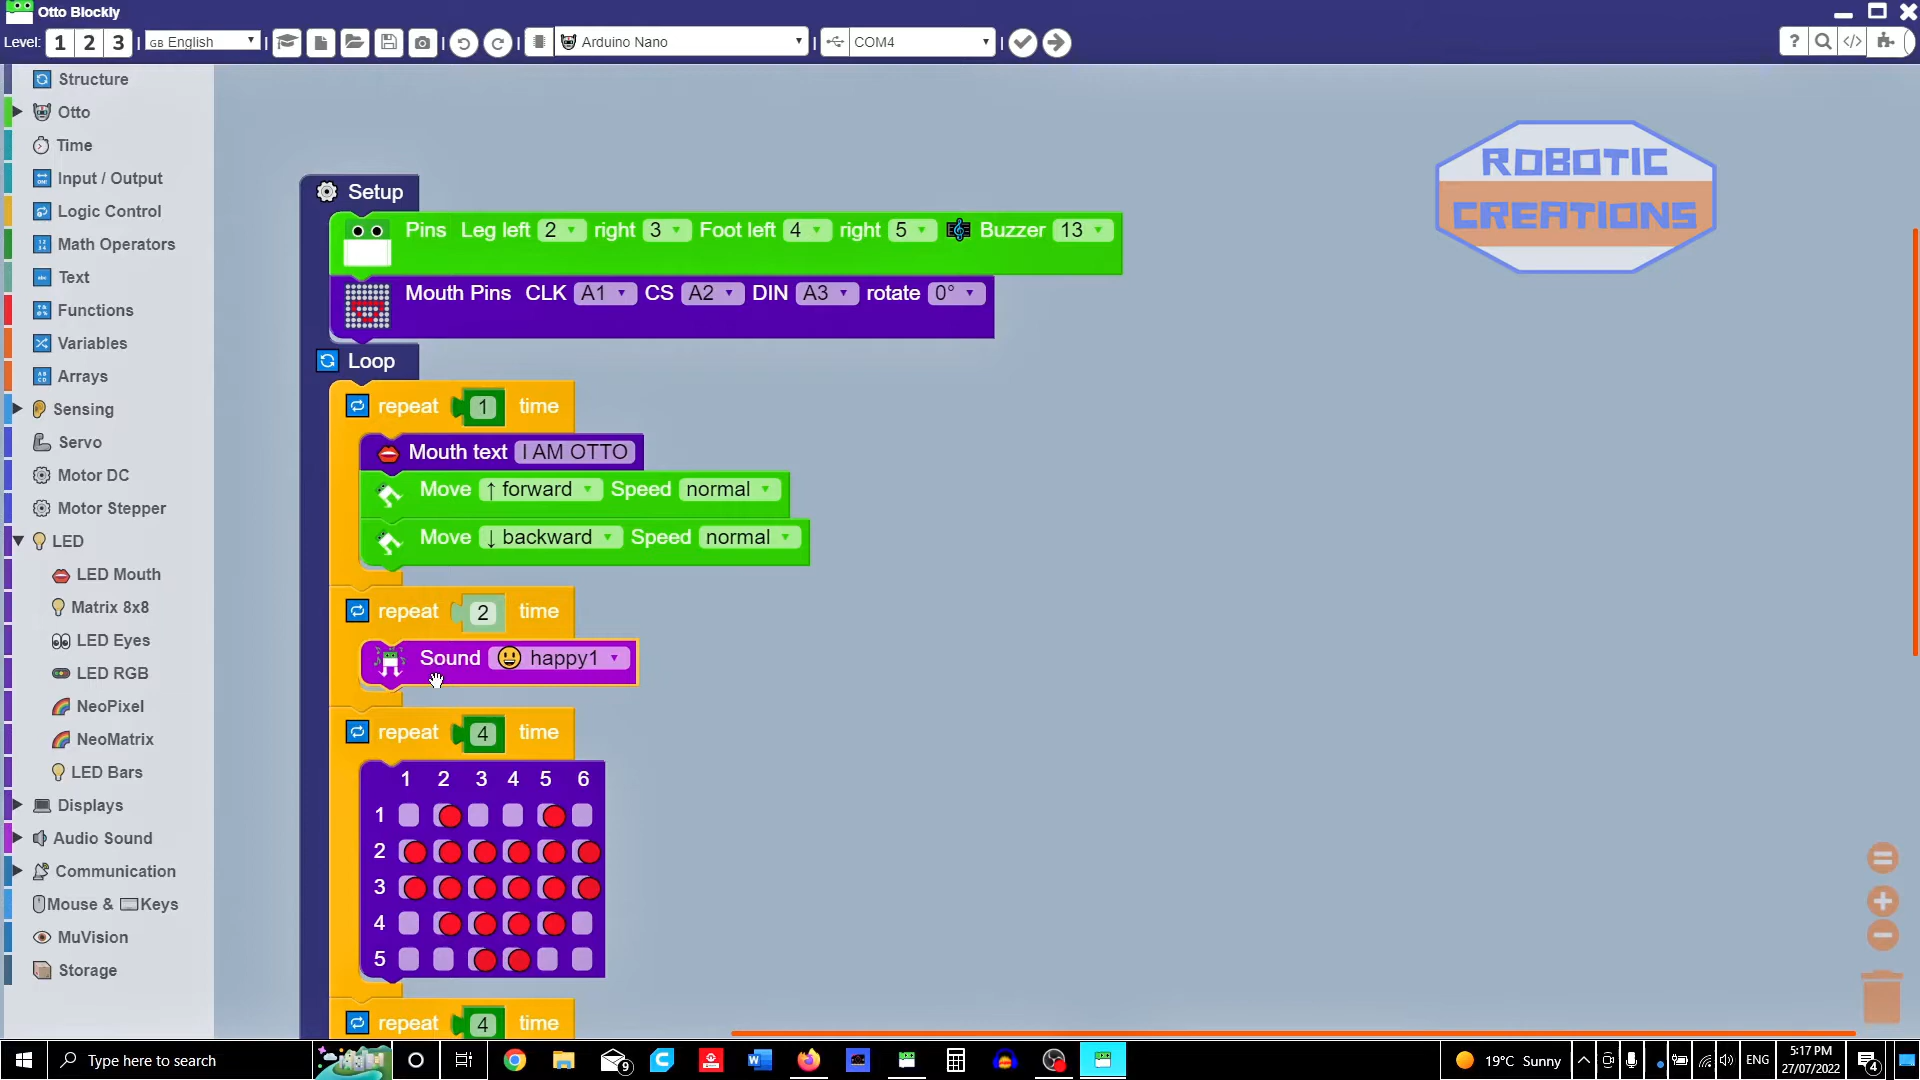 Otto Blockly
Level: 1 2 3 GB English Arduino Nano COM4 ? </>
Structure
Otto
Time
Input / Output
Logic Control
Math Operators
Text
Functions
Variables
Arrays
Sensing
Servo
Motor DC
Motor Stepper
LED
LED Mouth
Matrix 8x8
LED Eyes
LED RGB
NeoPixel
NeoMatrix
LED Bars
Displays
Audio Sound
Communication
Mouse & Keys
MuVision
Storage
ROBOTIC
CREATIONS
Setup
Pins Leg left 2 right 3 Foot left 4 right 5 Buzzer 13
Mouth Pins CLK A1 CS A2 DIN A3 rotate 0°
Loop
repeat 1 time
Mouth text I AM OTTO
Move ↑ forward Speed normal
Move ↓ backward Speed normal
repeat 2 time
Sound happy1
repeat 4 time
1 2 3 4 5 6
1
2
3
4
5
repeat 4 time
Type here to search
9
19°C Sunny
ENG
5:17 PM
27/07/2022
4